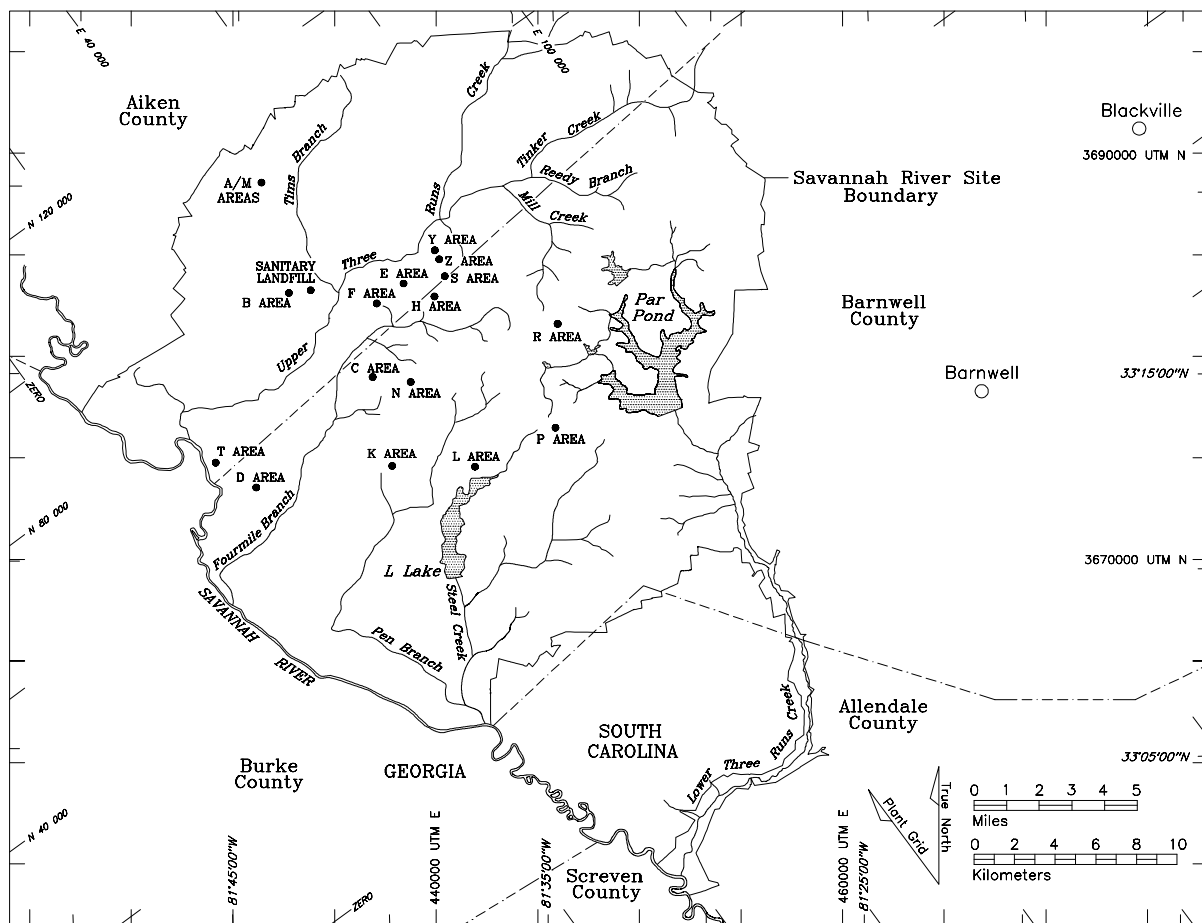 E 40 000
E 100 000
Aiken
County
Creek
Blackville
Tinker Creek
3690000 UTM N
Tims Branch
A/M
AREAS
Reedy Branch
Savannah River Site
Boundary
Runs
Mill Creek
N 120 000
Y AREA
Z AREA
Three
SANITARY
LANDFILL
E AREA
S AREA
B AREA
F AREA
H AREA
Par
Pond
Barnwell
County
R AREA
Upper
C AREA
Barnwell
33°15'00"N
ZERO
N AREA
P AREA
T AREA
K AREA
L AREA
D AREA
N 80 000
Fourmile Branch
3670000 UTM N
L Lake
SAVANNAH
RIVER
Steel Creek
Pen Branch
Allendale
County
SOUTH
CAROLINA
Lower Three Runs Creek
33°05'00"N
Burke
County
GEORGIA
True North
Plant Grid
0 1 2 3 4 5
Miles
N 40 000
0 2 4 6 8 10
Kilometers
Screven
County
81°45'00"W
440000 UTM E
81°35'00"W
460000 UTM E
81°25'00"W
ZERO